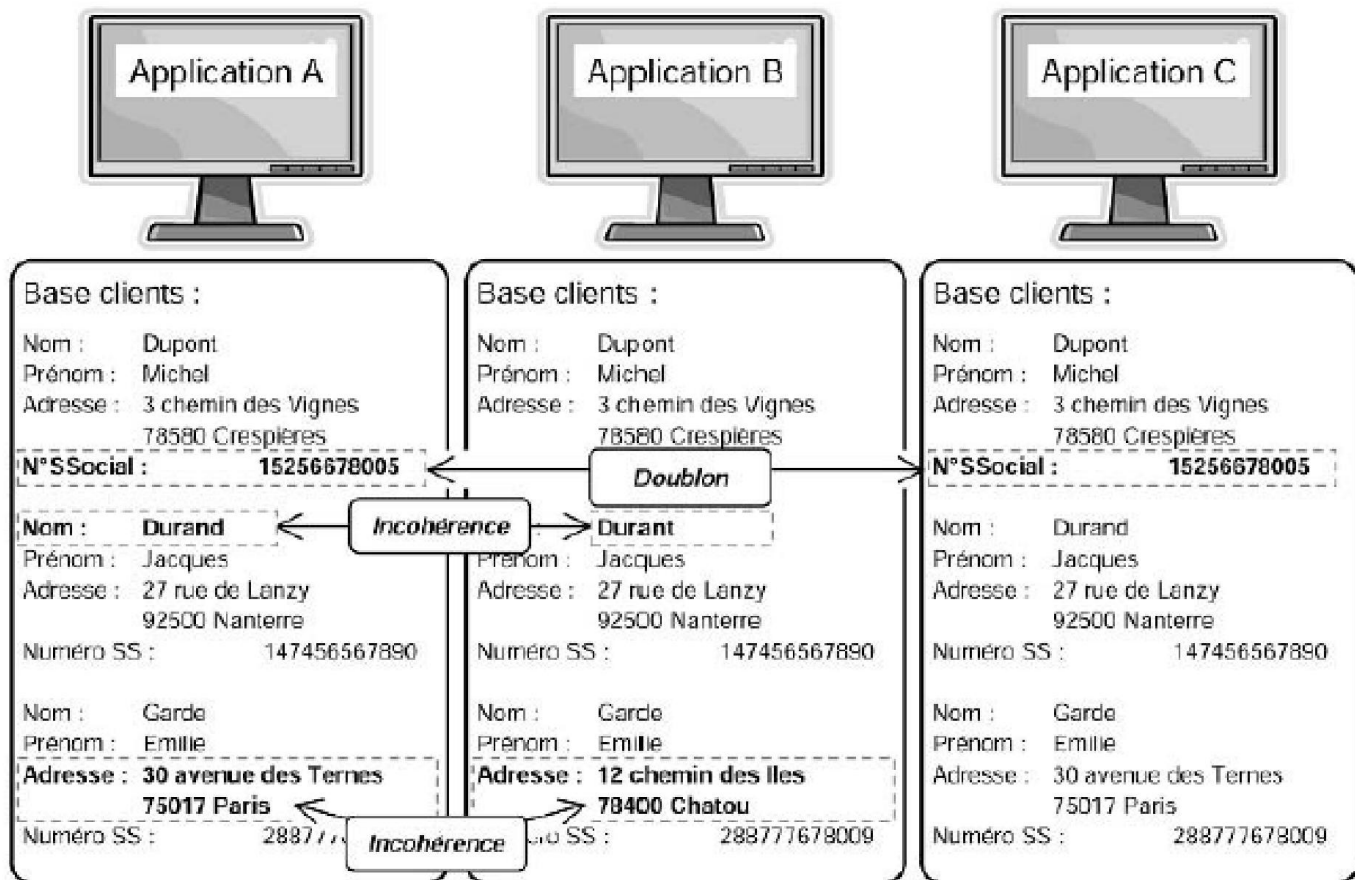 Application A
Application B
Application C
Base clients :
Nom : Dupont
Prénom : Michel
Adresse : 3 chemin des Vignes
78580 Crespières
N°SSocial : 15256678005
Nom : Durand
Prénom : Jacques
Adresse : 27 rue de Lanzy
92500 Nanterre
Numéro SS : 147456567890
Nom : Garde
Prénom : Emilie
Adresse : 30 avenue des Ternes
75017 Paris
Numéro SS : 28877
Base clients :
Nom : Dupont
Prénom : Michel
Adresse : 3 chemin des Vignes
78580 Crespières
Doublon
Incohérence
: Durant
Prénom : Jacques
Adresse : 27 rue de Lanzy
92500 Nanterre
Numéro SS : 147456567890
Nom : Garde
Prénom : Emilie
Adresse : 12 chemin des Iles
78400 Chatou
Incohérence
SS : 288777678009
Base clients :
Nom : Dupont
Prénom : Michel
Adresse : 3 chemin des Vignes
78580 Crespières
N°SSocial : 15256678005
Nom : Durand
Prénom : Jacques
Adresse : 27 rue de Lanzy
92500 Nanterre
Numéro SS : 147456567890
Nom : Garde
Prénom : Emilie
Adresse : 30 avenue des Ternes
75017 Paris
Numéro SS : 288777678009